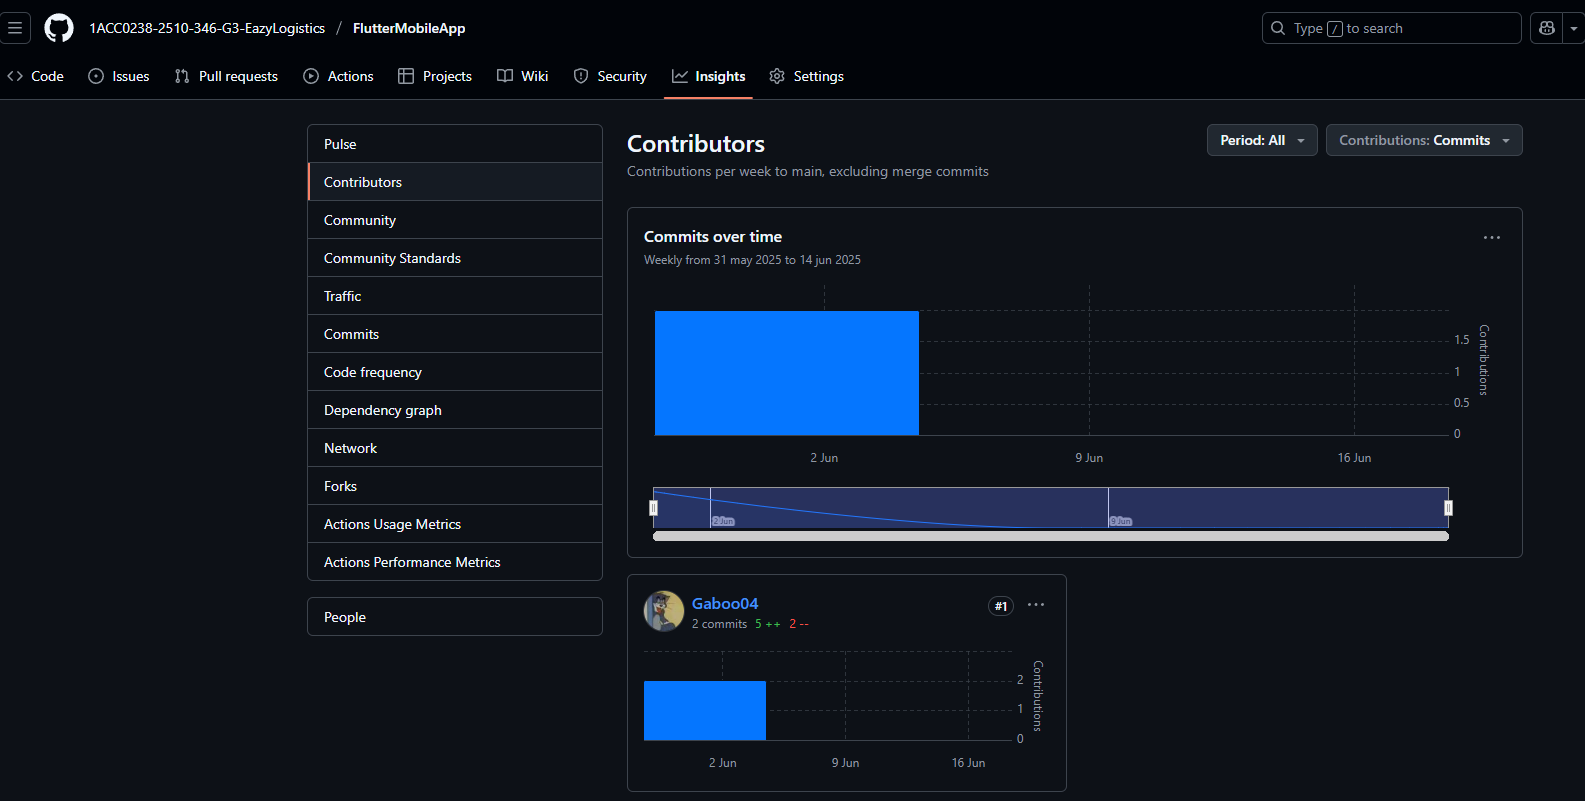 1ACC0238-2510-346-G3-EazyLogistics / FlutterMobileApp
Type / to search
Code
Issues
Pull requests
Actions
Projects
Wiki
Security
Insights
Settings
Pulse
Contributors
Community
Community Standards
Traffic
Commits
Code frequency
Dependency graph
Network
Forks
Actions Usage Metrics
Actions Performance Metrics
People
Contributors
Contributions per week to main, excluding merge commits
Period: All
Contributions: Commits
Commits over time
Weekly from 31 may 2025 to 14 jun 2025
1.5
1
0.5
0
Contributions
2 Jun
9 Jun
16 Jun
2 Jun
9 Jun
Gaboo04
#1
2 commits 5 ++ 2 --
2
1
0
Contributions
2 Jun
9 Jun
16 Jun